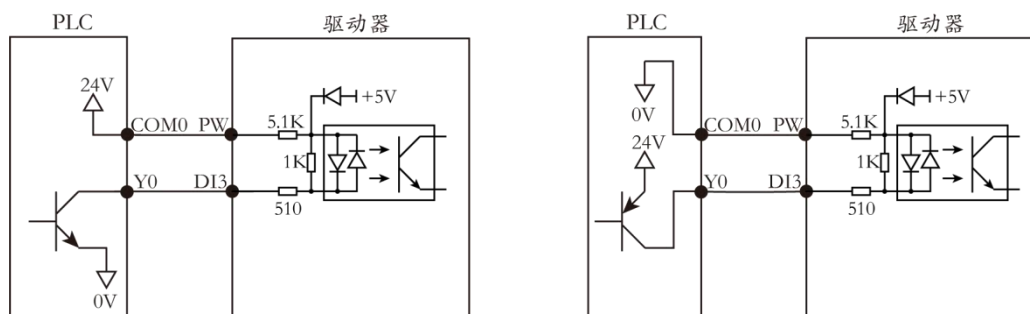 PLC
驱动器
24V
+5V
COM0
PW
5.1K
1K
Y0
DI3
510
0V
PLC
驱动器
0V
+5V
COM0
PW
5.1K
24V
1K
Y0
DI3
510